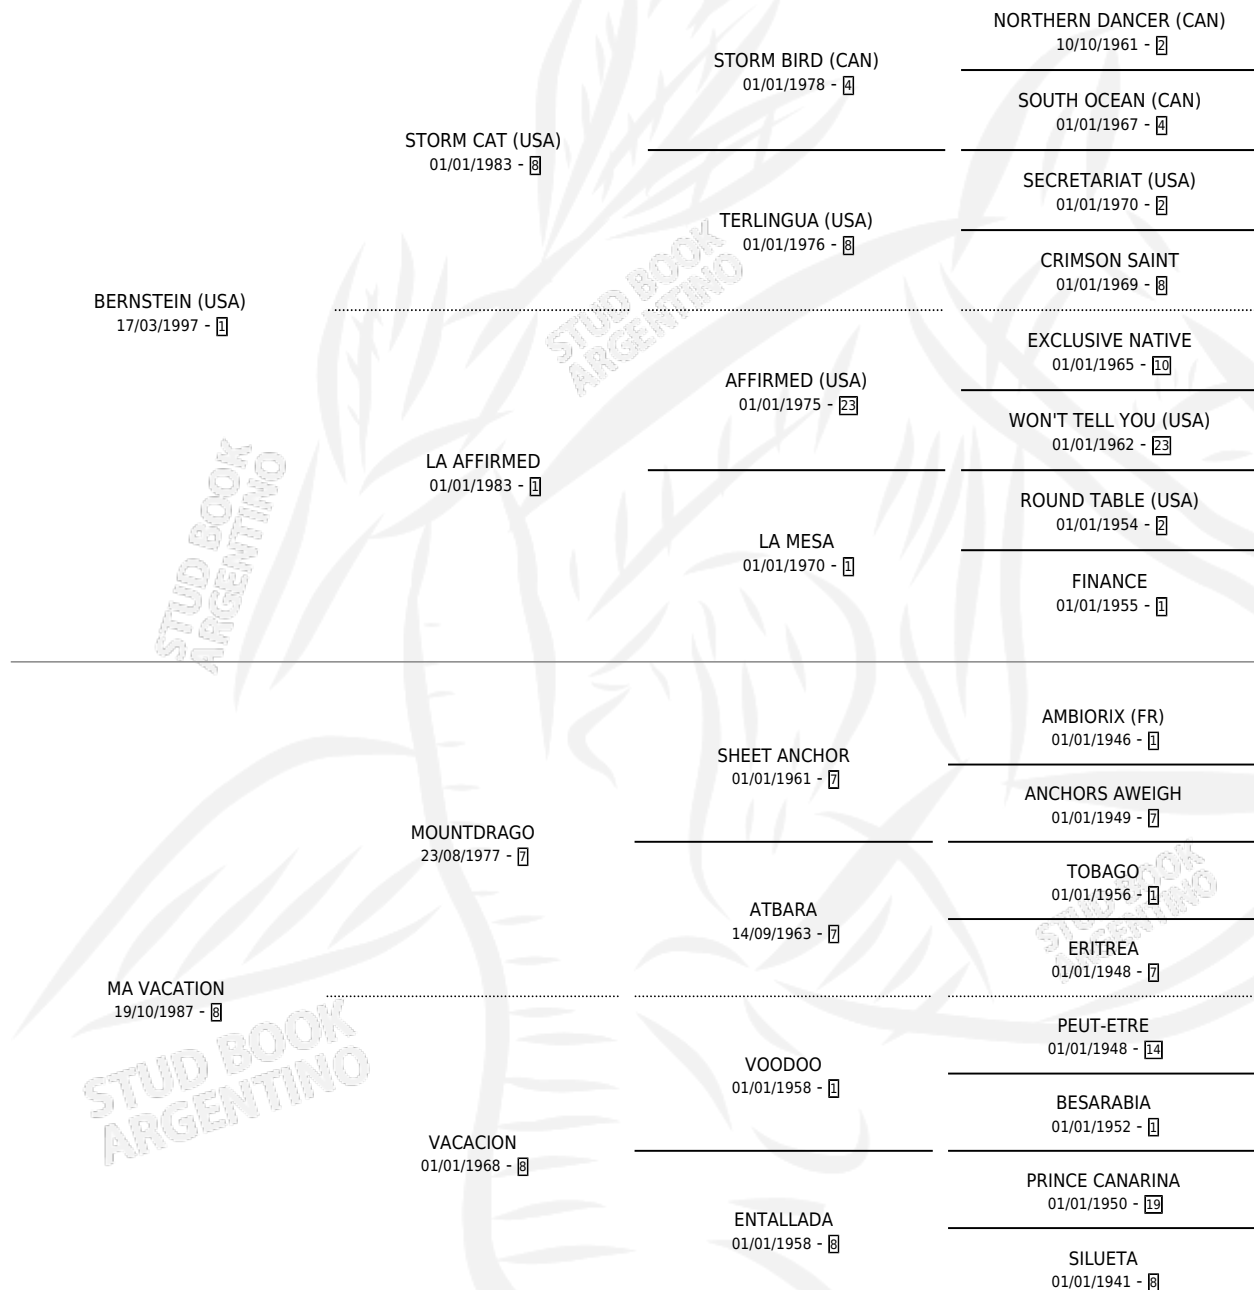 NORTHERN DANCER (CAN)
10/10/1961 - 2
STORM BIRD (CAN)
01/01/1978 - 4
SOUTH OCEAN (CAN)
01/01/1967 - 4
STORM CAT (USA)
01/01/1983 - 8
SECRETARIAT (USA)
01/01/1970 - 2
TERLINGUA (USA)
01/01/1976 - 8
CRIMSON SAINT
01/01/1969 - 8
BERNSTEIN (USA)
17/03/1997 - 1
EXCLUSIVE NATIVE
01/01/1965 - 10
AFFIRMED (USA)
01/01/1975 - 23
WON'T TELL YOU (USA)
01/01/1962 - 23
LA AFFIRMED
01/01/1983 - 1
ROUND TABLE (USA)
01/01/1954 - 2
LA MESA
01/01/1970 - 1
FINANCE
01/01/1955 - 1
AMBIORIX (FR)
01/01/1946 - 1
SHEET ANCHOR
01/01/1961 - 7
ANCHORS AWEIGH
01/01/1949 - 7
MOUNTDRAGO
23/08/1977 - 7
TOBAGO
01/01/1956 - 1
ATBARA
14/09/1963 - 7
ERITREA
01/01/1948 - 7
MA VACATION
19/10/1987 - 8
PEUT-ETRE
01/01/1948 - 14
VOODOO
01/01/1958 - 1
BESARABIA
01/01/1952 - 1
VACACION
01/01/1968 - 8
PRINCE CANARINA
01/01/1950 - 19
ENTALLADA
01/01/1958 - 8
SILUETA
01/01/1941 - 8
STUD BOOK
ARGENTINO
STUD BOOK
ARGENTINO
STUD BOOK
ARGENTINO
STUD BOOK
ARGENTINO